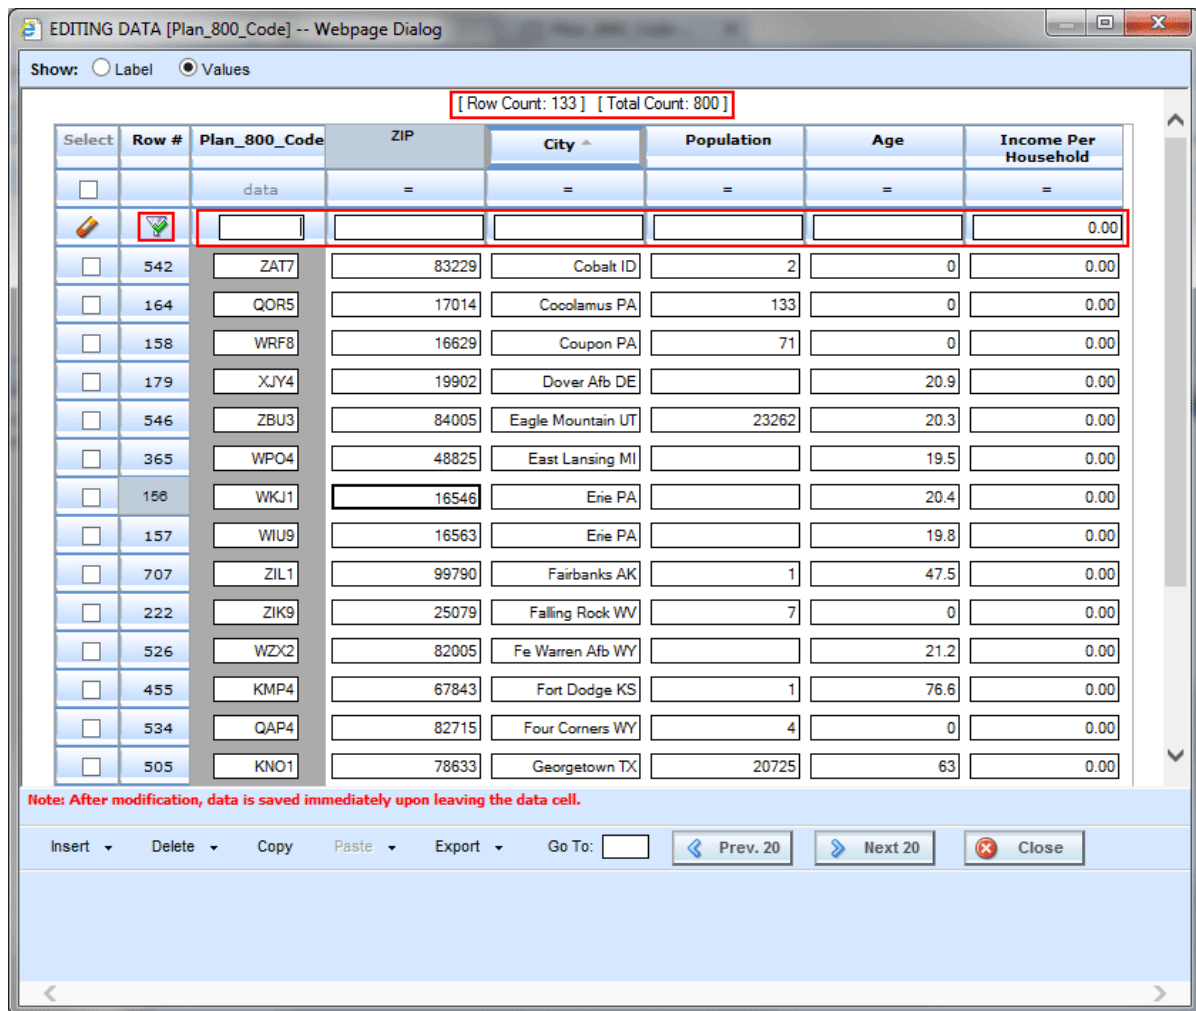 EDITING DATA [Plan_800_Code] -- Webpage Dialog
Show: Label Values
[ Row Count: 133 ] [ Total Count: 800 ]
Select Row # Plan_800_Code ZIP City Population Age Income Per Household
data = = = = =
0.00
542 ZAT7 83229 Cobalt ID 2 0 0.00
164 QOR5 17014 Cocolamus PA 133 0 0.00
158 WRF8 16629 Coupon PA 71 0 0.00
179 XJY4 19902 Dover Afb DE 20.9 0.00
546 ZBU3 84005 Eagle Mountain UT 23262 20.3 0.00
365 WPO4 48825 East Lansing MI 19.5 0.00
156 WKJ1 16546 Erie PA 20.4 0.00
157 WIU9 16563 Erie PA 19.8 0.00
707 ZIL1 99790 Fairbanks AK 1 47.5 0.00
222 ZIK9 25079 Falling Rock WV 7 0 0.00
526 WZX2 82005 Fe Warren Afb WY 21.2 0.00
455 KMP4 67843 Fort Dodge KS 1 76.6 0.00
534 QAP4 82715 Four Corners WY 4 0 0.00
505 KNO1 78633 Georgetown TX 20725 63 0.00
Note: After modification, data is saved immediately upon leaving the data cell.
Insert Delete Copy Paste Export Go To: Prev. 20 Next 20 Close